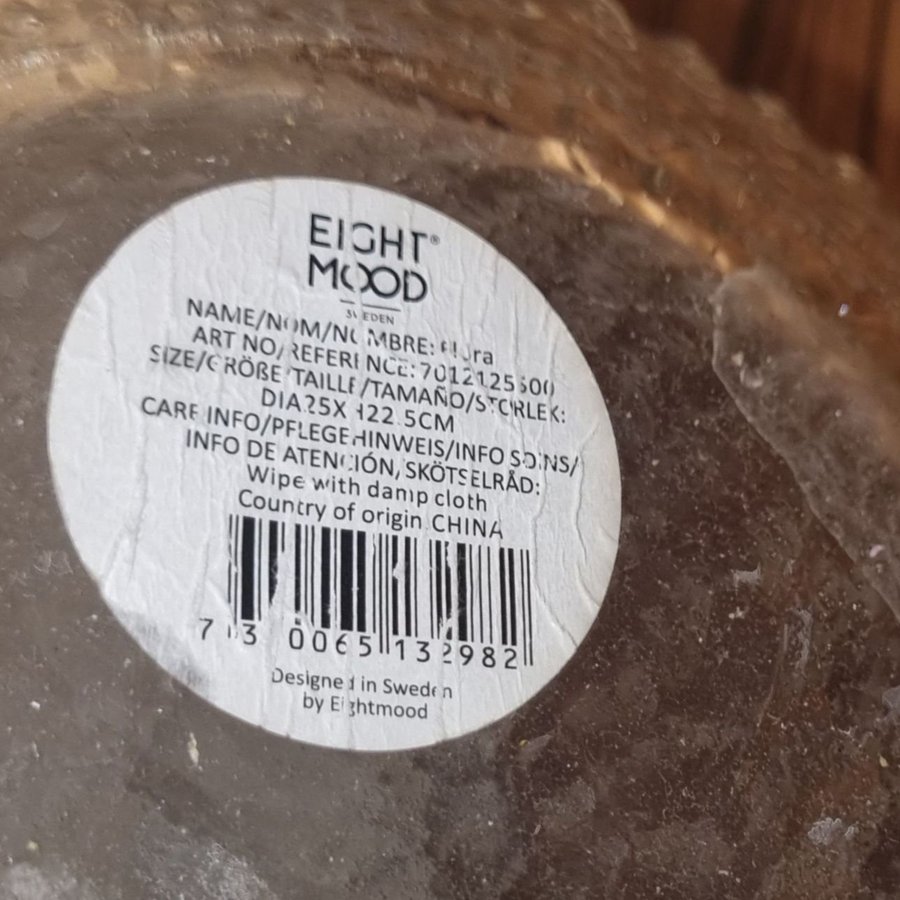 EIGHT®
MOOD
SWEDEN
NAME/NOM/NOMBRE: Flora
ART NO/REFERENCE: 7012125500
SIZE/GRÖßE/TAILLE/TAMAÑO/STORLEK:
DIA25X H22.5CM
CARE INFO/PFLEGEHINWEIS/INFO SOINS/
INFO DE ATENCIÓN, SKÖTSELRÅD:
Wipe with damp cloth
Country of origin CHINA
0065 132982
Designed in Sweden
by Eightmood